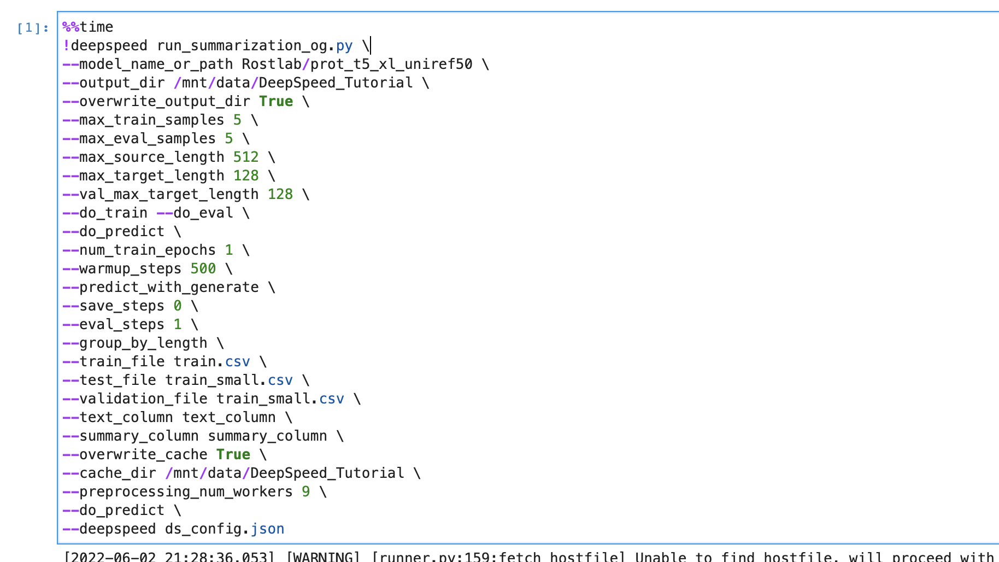 [1]:
%%time
!deepspeed run_summarization_og.py \
--model_name_or_path Rostlab/prot_t5_xl_uniref50 \
--output_dir /mnt/data/DeepSpeed_Tutorial \
--overwrite_output_dir True \
--max_train_samples 5 \
--max_eval_samples 5 \
--max_source_length 512 \
--max_target_length 128 \
--val_max_target_length 128 \
--do_train --do_eval \
--do_predict \
--num_train_epochs 1 \
--warmup_steps 500 \
--predict_with_generate \
--save_steps 0 \
--eval_steps 1 \
--group_by_length \
--train_file train.csv \
--test_file train_small.csv \
--validation_file train_small.csv \
--text_column text_column \
--summary_column summary_column \
--overwrite_cache True \
--cache_dir /mnt/data/DeepSpeed_Tutorial \
--preprocessing_num_workers 9 \
--do_predict \
--deepspeed ds_config.json
[2022-06-02 21:28:36,053] [WARNING] [runner.py:159:fetch_hostfile] Unable to find hostfile, will proceed with